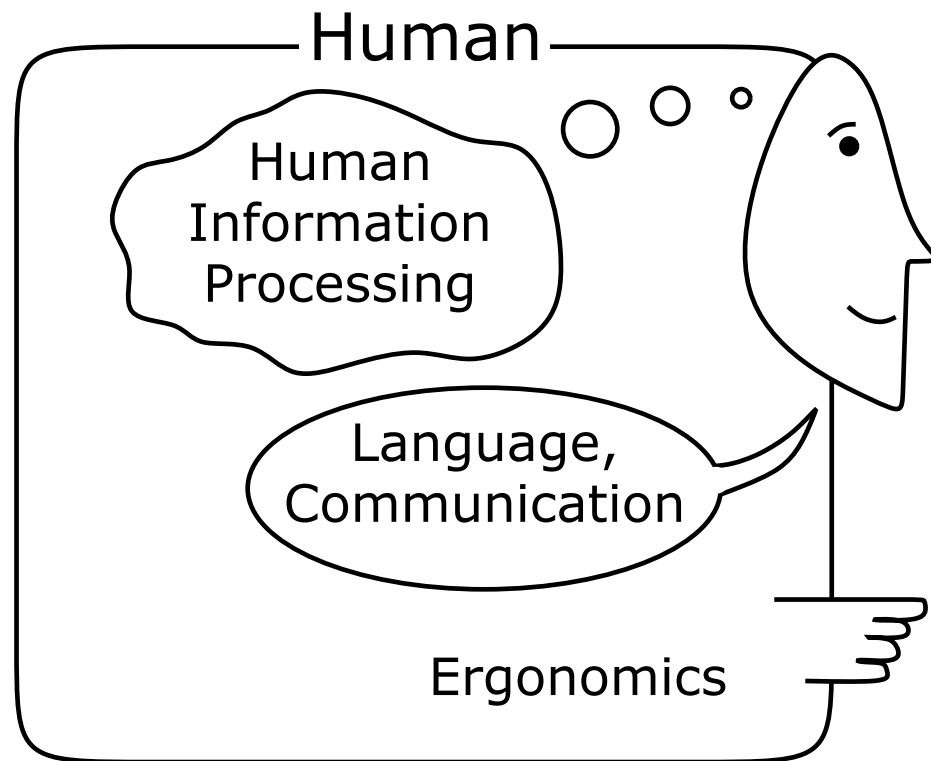 Human
Human
Information
Processing
Language,
Communication
Ergonomics